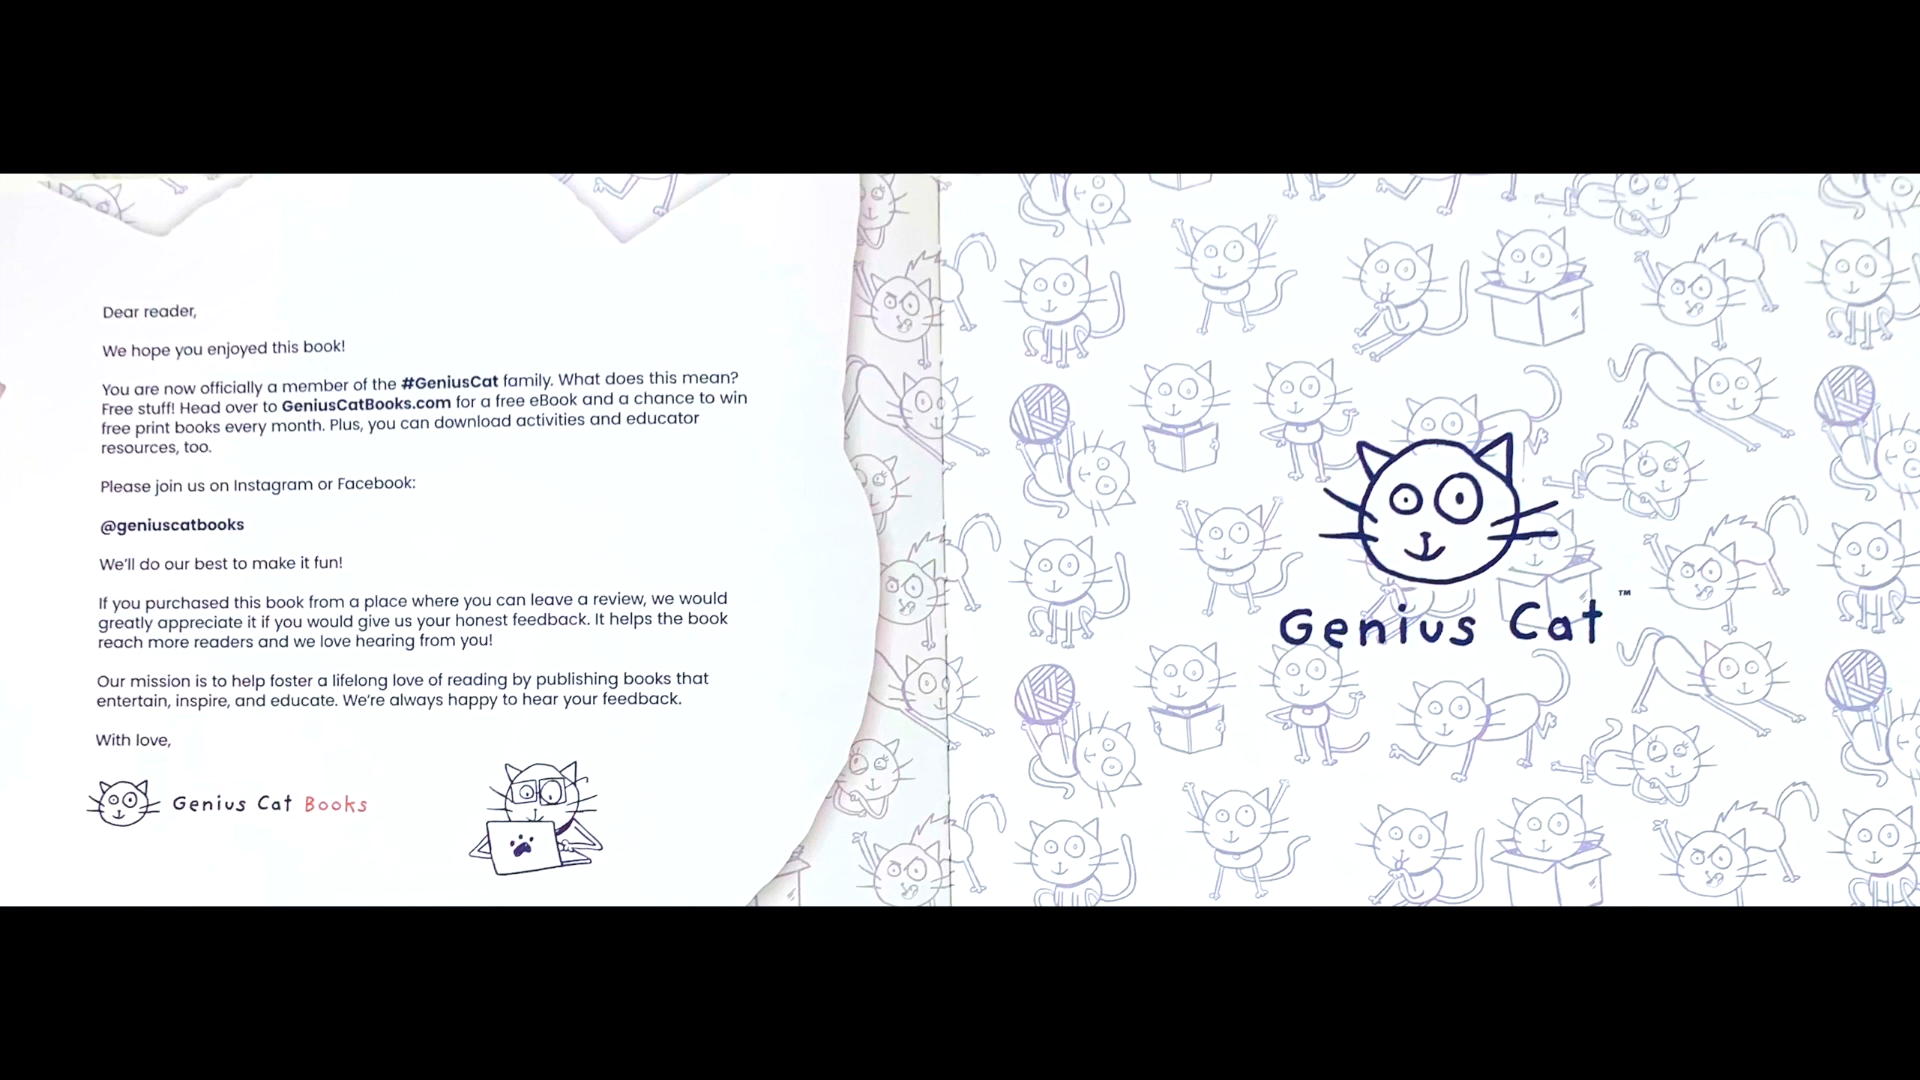 Dear reader,
We hope you enjoyed this book!
You are now officially a member of the #GeniusCat family. What does this mean?
Free stuff! Head over to GeniusCatBooks.com for a free eBook and a chance to win
free print books every month. Plus, you can download activities and educator
resources, too.
Please join us on Instagram or Facebook:
@geniuscatbooks
We'll do our best to make it fun!
If you purchased this book from a place where you can leave a review, we would
greatly appreciate it if you would give us your honest feedback. It helps the book
reach more readers and we love hearing from you!
Our mission is to help foster a lifelong love of reading by publishing books that
entertain, inspire, and educate. We're always happy to hear your feedback.
With love,
Genius Cat Books
Genius Cat™